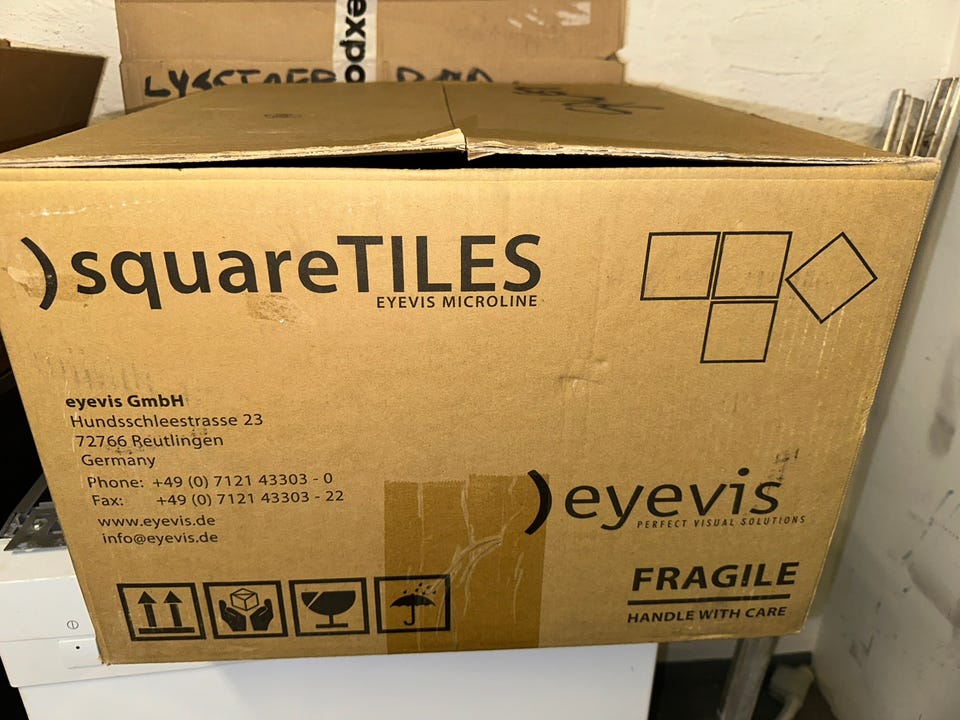 expo
)squareTILES
EYEVIS MICROLINE
eyevis GmbH
Hundsschleestrasse 23
72766 Reutlingen
Germany
Phone: +49 (0) 7121 43303 - 0
Fax: +49 (0) 7121 43303 - 22
www.eyevis.de
info@eyevis.de
)eyevis
PERFECT VISUAL SOLUTIONS
FRAGILE
HANDLE WITH CARE